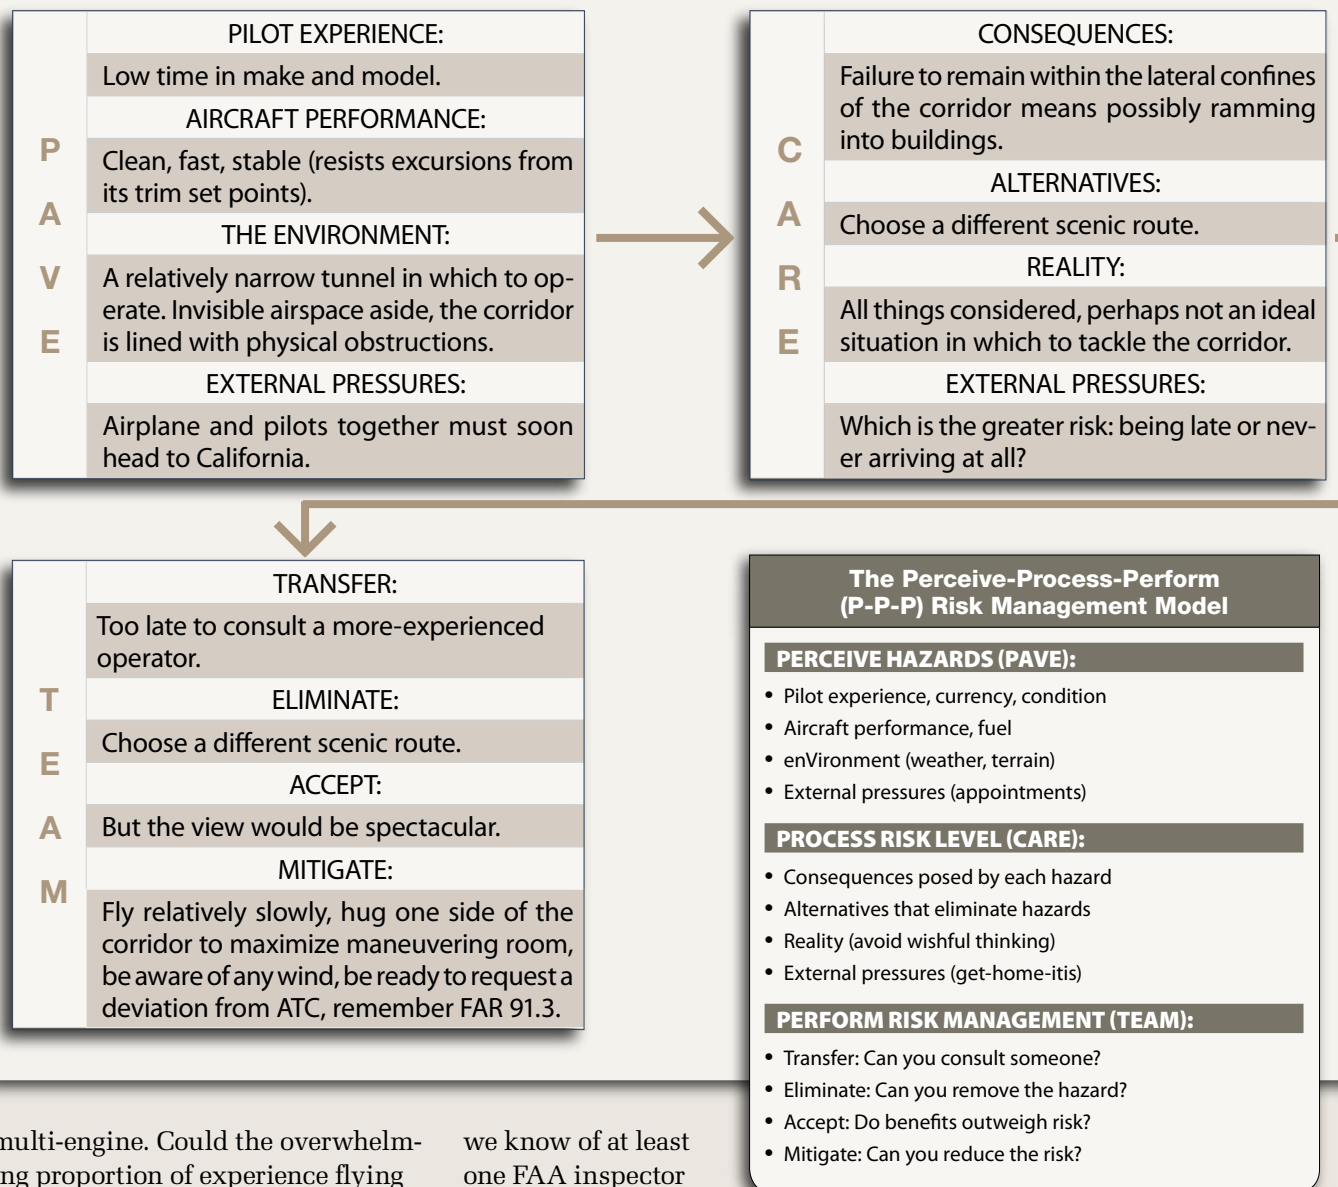 P
A
V
E
PILOT EXPERIENCE:
Low time in make and model.
AIRCRAFT PERFORMANCE:
Clean, fast, stable (resists excursions from
its trim set points).
THE ENVIRONMENT:
A relatively narrow tunnel in which to op-
erate. Invisible airspace aside, the corridor
is lined with physical obstructions.
EXTERNAL PRESSURES:
Airplane and pilots together must soon
head to California.
C
A
R
E
CONSEQUENCES:
Failure to remain within the lateral confines
of the corridor means possibly ramming
into buildings.
ALTERNATIVES:
Choose a different scenic route.
REALITY:
All things considered, perhaps not an ideal
situation in which to tackle the corridor.
EXTERNAL PRESSURES:
Which is the greater risk: being late or nev-
er arriving at all?
T
E
A
M
TRANSFER:
Too late to consult a more-experienced
operator.
ELIMINATE:
Choose a different scenic route.
ACCEPT:
But the view would be spectacular.
MITIGATE:
Fly relatively slowly, hug one side of the
corridor to maximize maneuvering room,
be aware of any wind, be ready to request a
deviation from ATC, remember FAR 91.3.
The Perceive-Process-Perform
(P-P-P) Risk Management Model
PERCEIVE HAZARDS (PAVE):
• Pilot experience, currency, condition
• Aircraft performance, fuel
• enVironment (weather, terrain)
• External pressures (appointments)
PROCESS RISK LEVEL (CARE):
• Consequences posed by each hazard
• Alternatives that eliminate hazards
• Reality (avoid wishful thinking)
• External pressures (get-home-itis)
PERFORM RISK MANAGEMENT (TEAM):
• Transfer: Can you consult someone?
• Eliminate: Can you remove the hazard?
• Accept: Do benefits outweigh risk?
• Mitigate: Can you reduce the risk?
multi-engine. Could the overwhelm-
ng proportion of experience flying
we know of at least
one FAA inspector